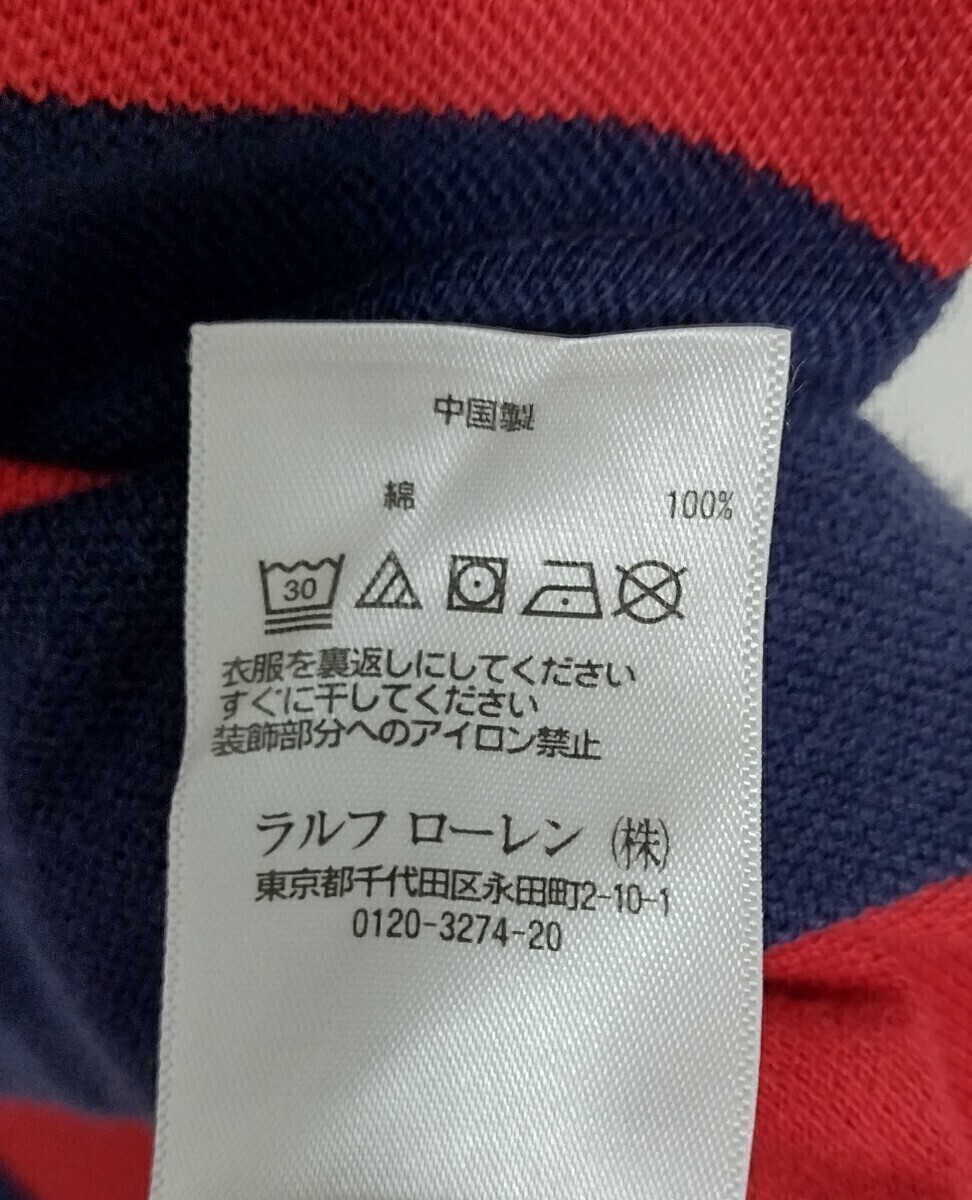 中国製
綿 100%
30
衣服を裏返しにしてください
すぐに干してください
装飾部分へのアイロン禁止
ラルフ ローレン (株)
東京都千代田区永田町2-10-1
0120-3274-20